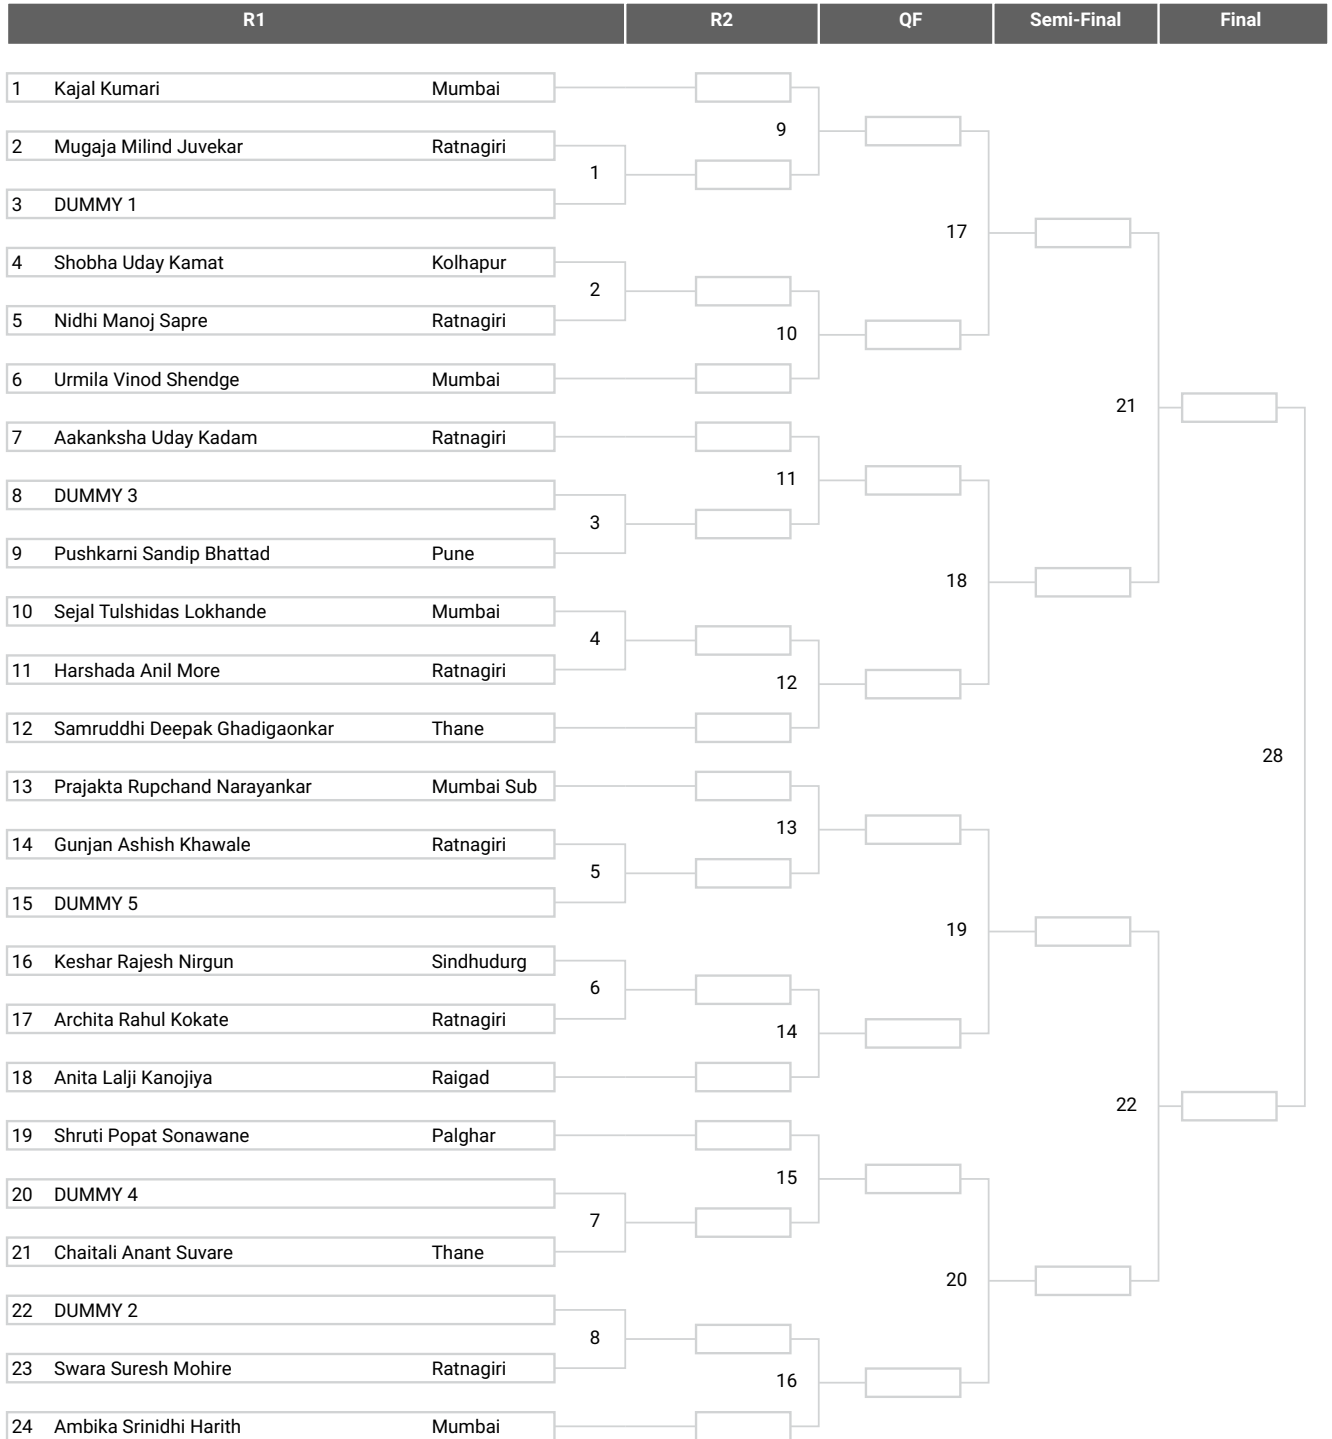 R1 R2 QF Semi-Final Final
1 Kajal Kumari Mumbai
9
2 Mugaja Milind Juvekar Ratnagiri
1
3 DUMMY 1
17
4 Shobha Uday Kamat Kolhapur
2
5 Nidhi Manoj Sapre Ratnagiri
10
6 Urmila Vinod Shendge Mumbai
21
7 Aakanksha Uday Kadam Ratnagiri
11
8 DUMMY 3
3
9 Pushkarni Sandip Bhattad Pune
18
10 Sejal Tulshidas Lokhande Mumbai
4
11 Harshada Anil More Ratnagiri
12
12 Samruddhi Deepak Ghadigaonkar Thane
28
13 Prajakta Rupchand Narayankar Mumbai Sub
13
14 Gunjan Ashish Khawale Ratnagiri
5
15 DUMMY 5
19
16 Keshar Rajesh Nirgun Sindhudurg
6
17 Archita Rahul Kokate Ratnagiri
14
18 Anita Lalji Kanojiya Raigad
22
19 Shruti Popat Sonawane Palghar
15
20 DUMMY 4
7
21 Chaitali Anant Suvare Thane
20
22 DUMMY 2
8
23 Swara Suresh Mohire Ratnagiri
16
24 Ambika Srinidhi Harith Mumbai